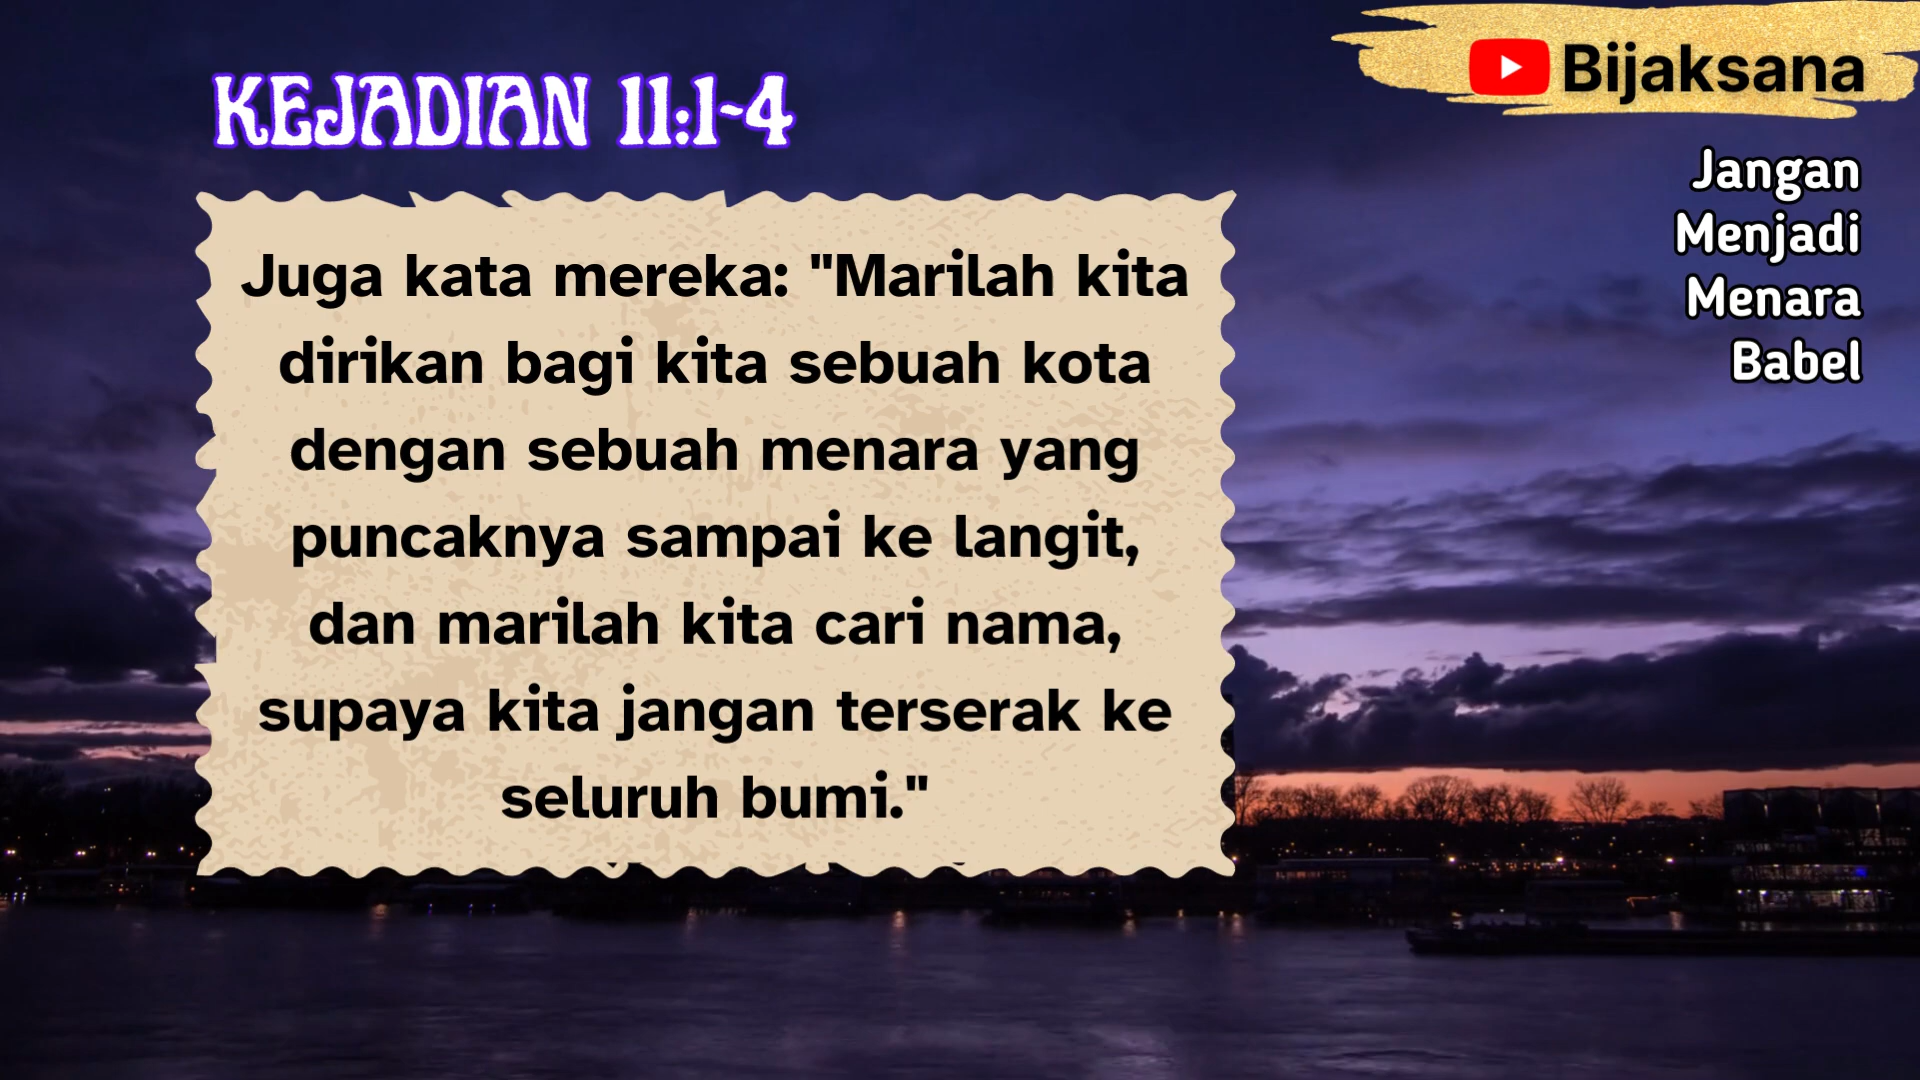 KEJADIAN 11:1-4
Bijaksana
Jangan
Menjadi
Menara
Babel
Juga kata mereka: "Marilah kita
dirikan bagi kita sebuah kota
dengan sebuah menara yang
puncaknya sampai ke langit,
dan marilah kita cari nama,
supaya kita jangan terserak ke
seluruh bumi."